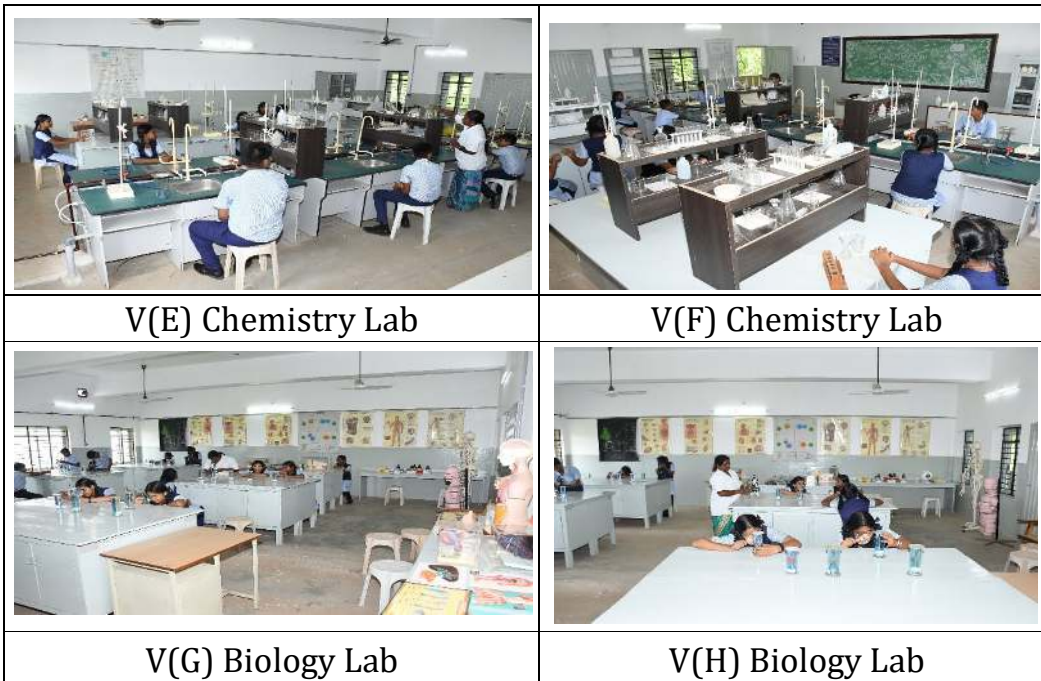 V(E) Chemistry Lab
V(F) Chemistry Lab
V(G) Biology Lab
V(H) Biology Lab